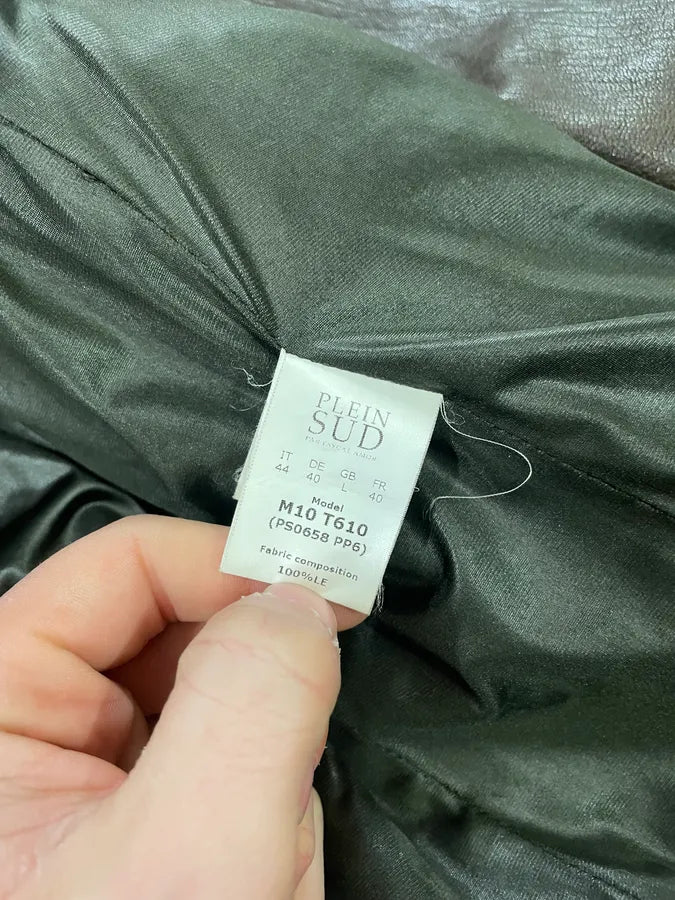 PLEIN
SUD
IT DE GB FR
44 40 L 40
Model
M10 T610
(PS0658 PP6)
Fabric composition
100%LE